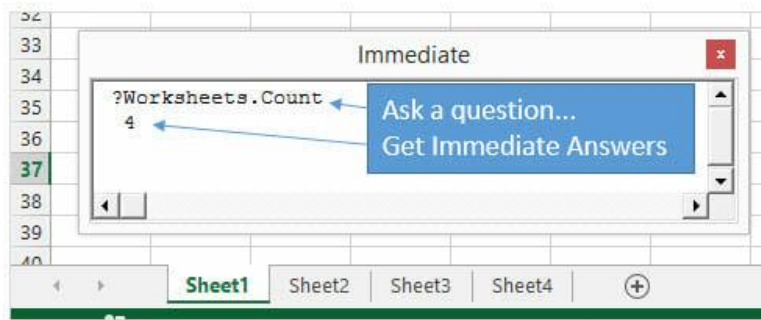 32
33
Immediate
x
34
?Worksheets.Count
Ask a question...
35
4
Get Immediate Answers
36
37
38
39
40
Sheet1 Sheet2 Sheet3 Sheet4